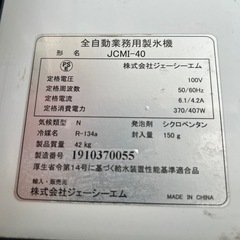 全自動業務用製氷機
形 名 JCMI-40
PS E 株式会社ジェーシーエム
定格電圧 100V
定格周波数 50/60Hz
定格電流 6.1/4.2A
定格消費電力 370/407W
気候類型 N 発泡剤 シクロペンタン
冷媒名 R-134a 封入量 150 g
製品質量 42 kg
製造番号 1910370055
厚生省令第14号に基づく給水装置性能基準適合品
輸入・販売元
株式会社ジェーシーエム MADE IN CHINA